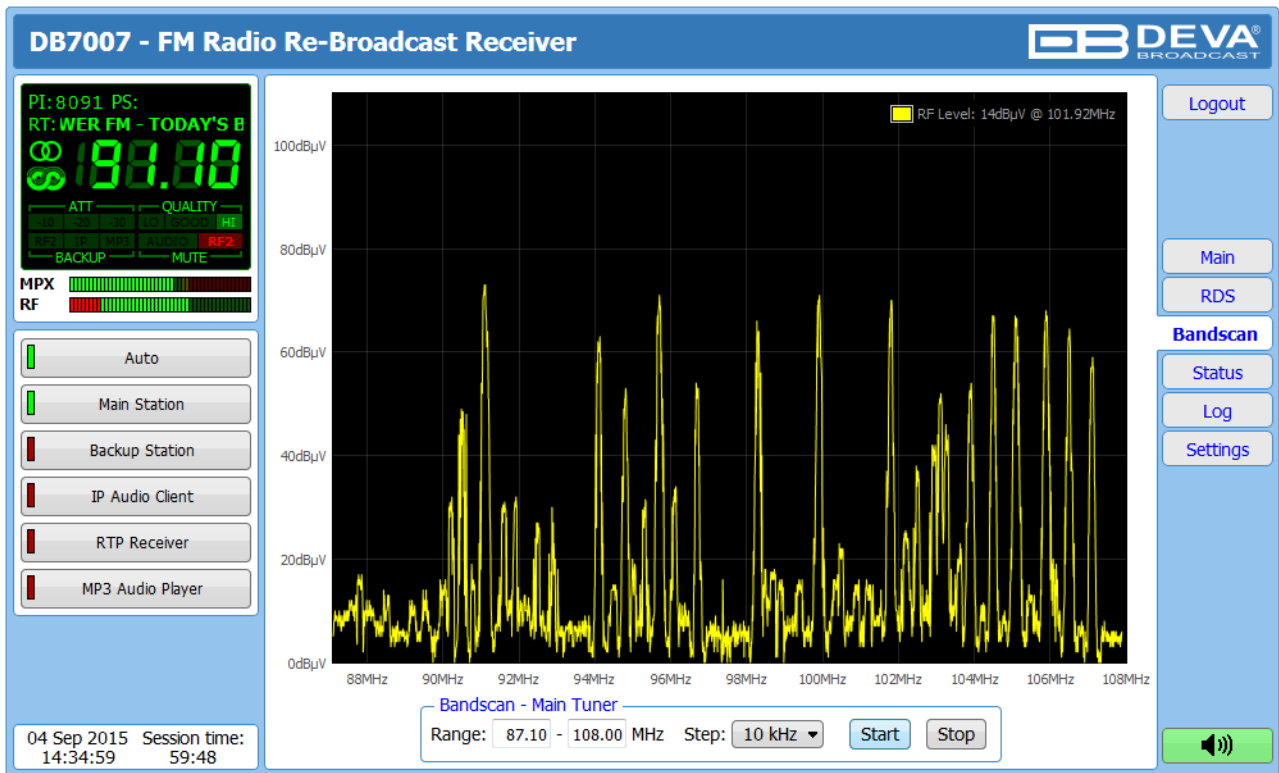 DB7007 - FM Radio Re-Broadcast Receiver
DB DEVA®
BROADCAST
PI: 8091 PS:
RT: WER FM - TODAY'S B
91.10
ATT QUALITY
-10 -20 -30 LO GOOD HI
RF2 IP MP3 AUDIO RF2
BACKUP MUTE
MPX
RF
Auto
Main Station
Backup Station
IP Audio Client
RTP Receiver
MP3 Audio Player
04 Sep 2015 Session time:
14:34:59 59:48
RF Level: 14dBµV @ 101.92MHz
100dBµV
80dBµV
60dBµV
40dBµV
20dBµV
0dBµV
88MHz 90MHz 92MHz 94MHz 96MHz 98MHz 100MHz 102MHz 104MHz 106MHz 108MHz
Bandscan - Main Tuner
Range: 87.10 - 108.00 MHz Step: 10 kHz Start Stop
Logout
Main
RDS
Bandscan
Status
Log
Settings